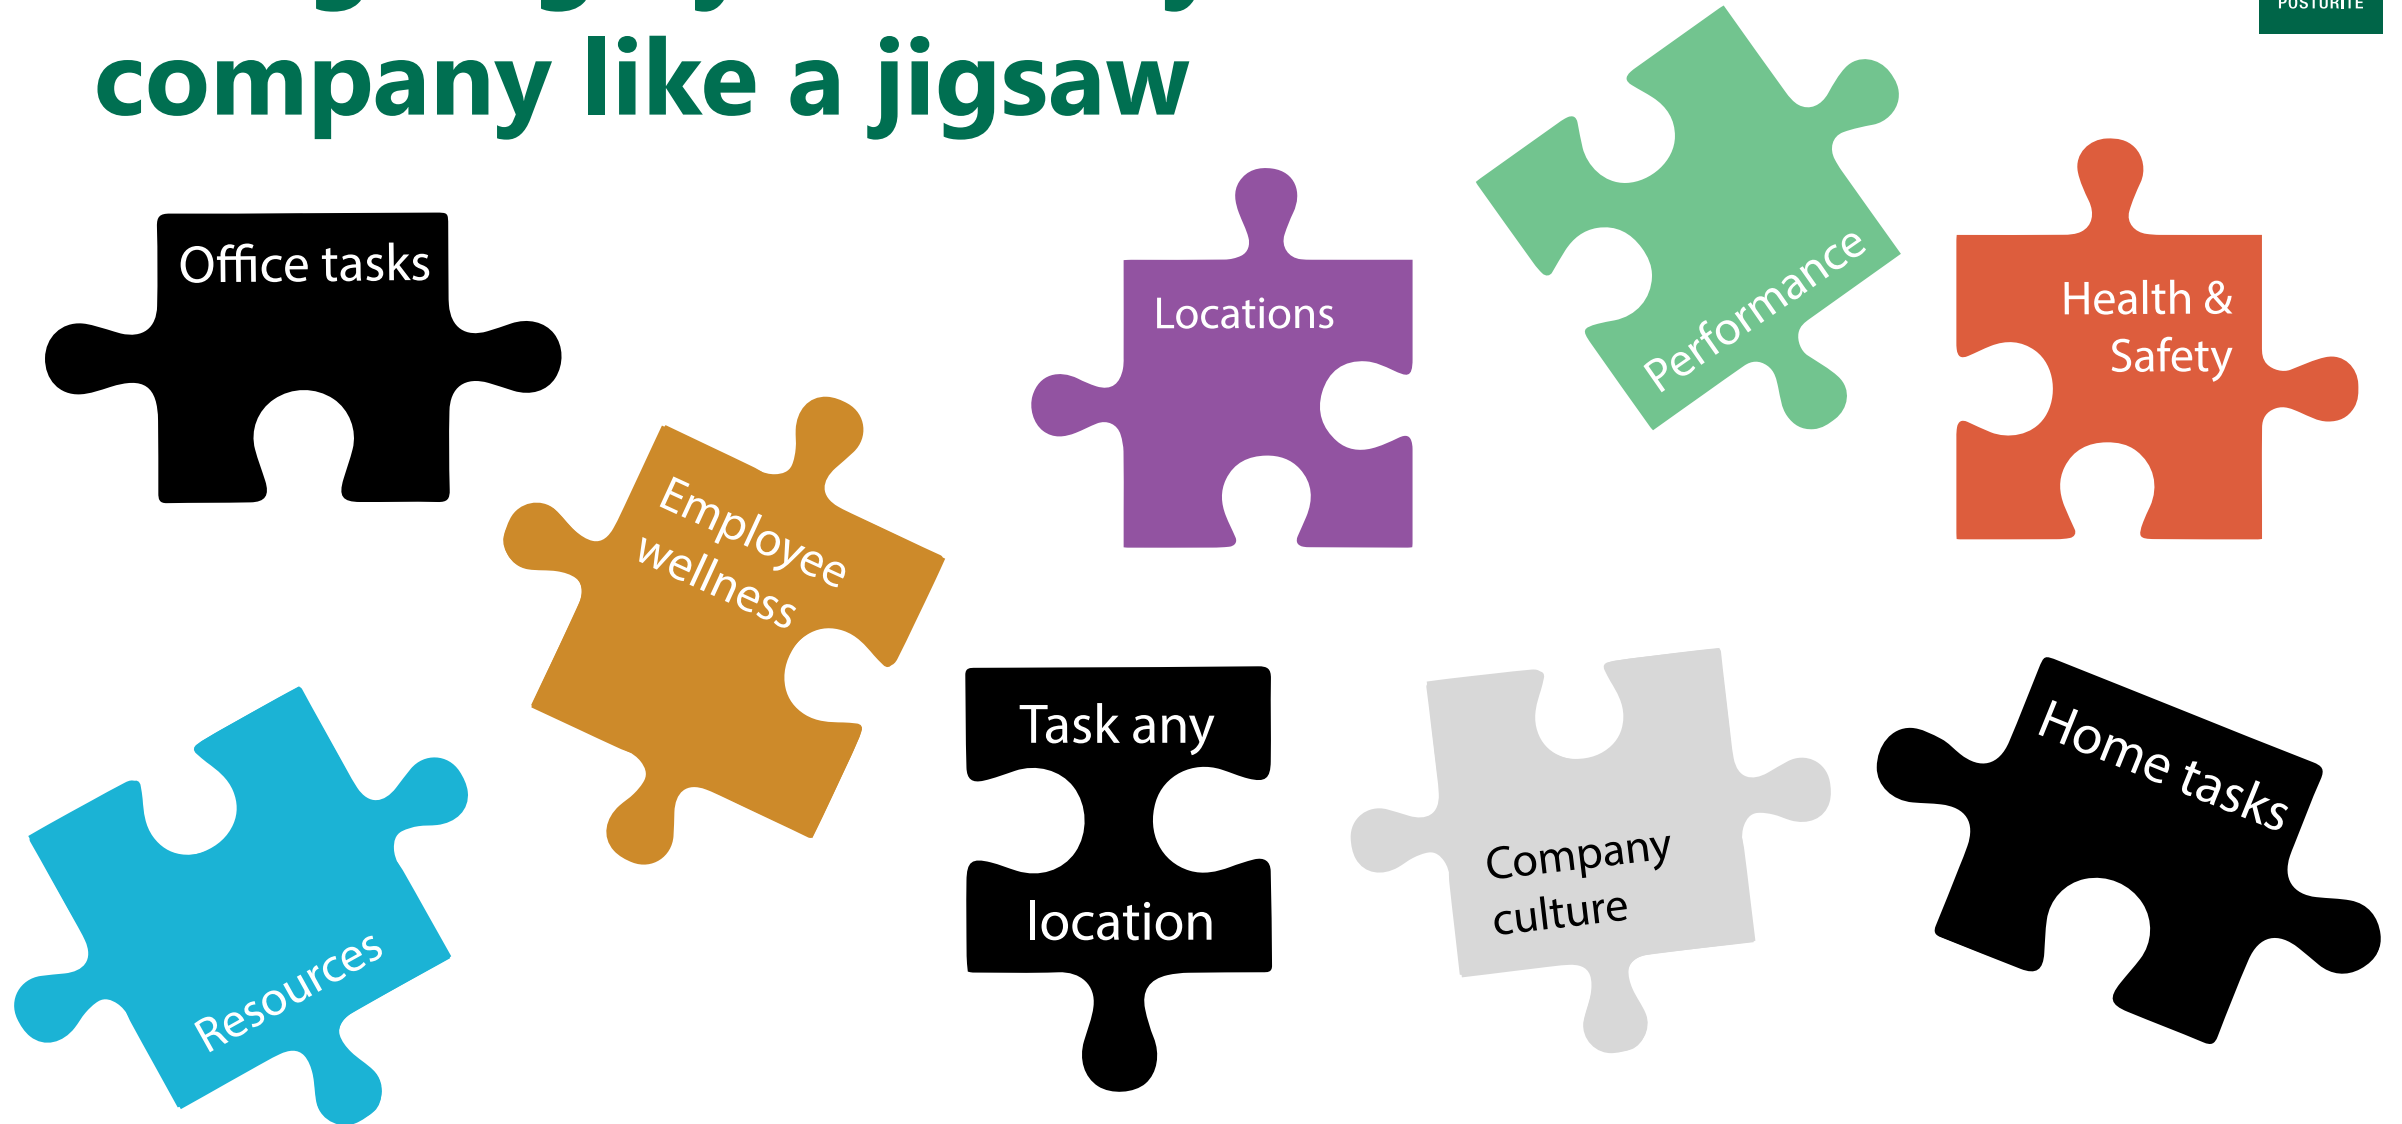 company like a jigsaw
POSTURITE
Office tasks
Locations
Performance
Health &
Safety
Employee
wellness
Task any
location
Company
culture
Home tasks
Resources